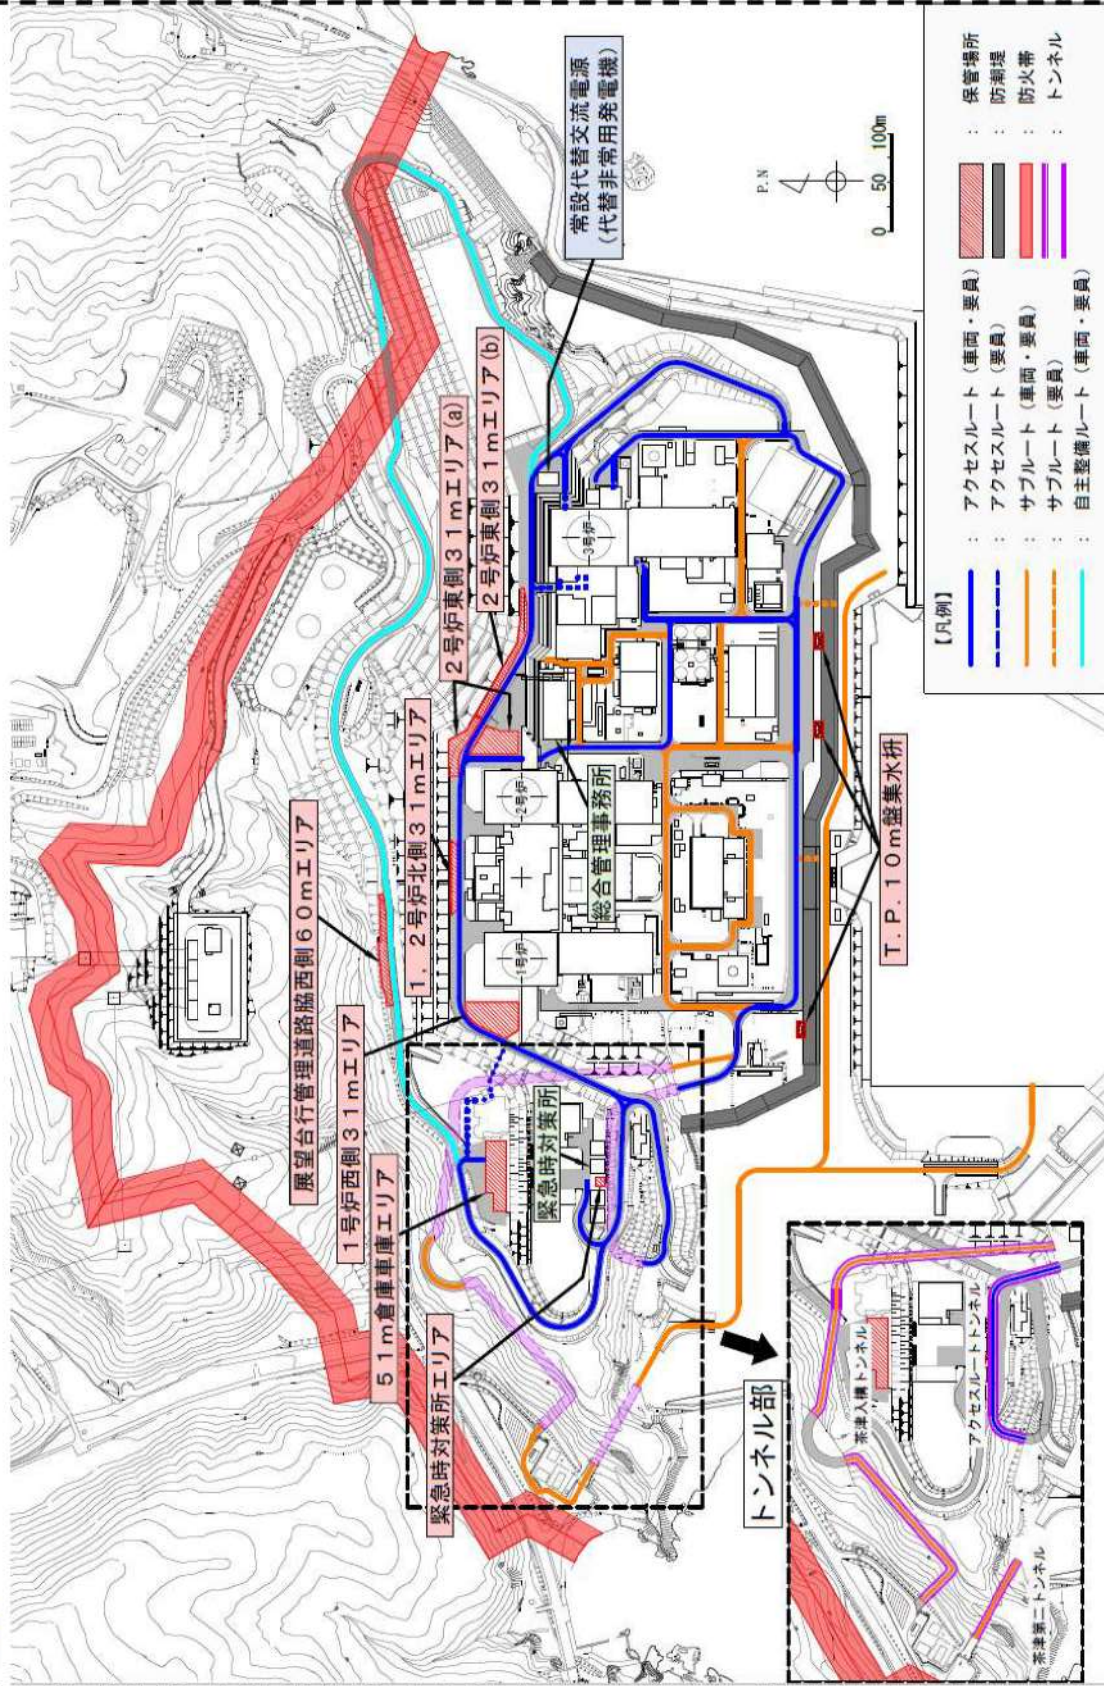 展望台行管理道路脇西側60mエリア
1号炉西側31mエリア
51m倉庫車庫エリア
緊急時対策所エリア
1，2号炉北側31mエリア
2号炉東側31mエリア(a)
2号炉東側31mエリア(b)
常設代替交流電源
(代替非常用発電機)
1号炉
2号炉
3号炉
総合管理事務所
緊急時対策所
T.P.10m盤集水枡
P.N
0 50 100m
トンネル部
茶津入構トンネル
アクセスルートトンネル
茶津第二トンネル
【凡例】
： アクセスルート（車両・要員）
： アクセスルート（要員）
： サブルート（車両・要員）
： サブルート（要員）
： 自主整備ルート（車両・要員）
： 保管場所
： 防潮堤
： 防火帯
： トンネル